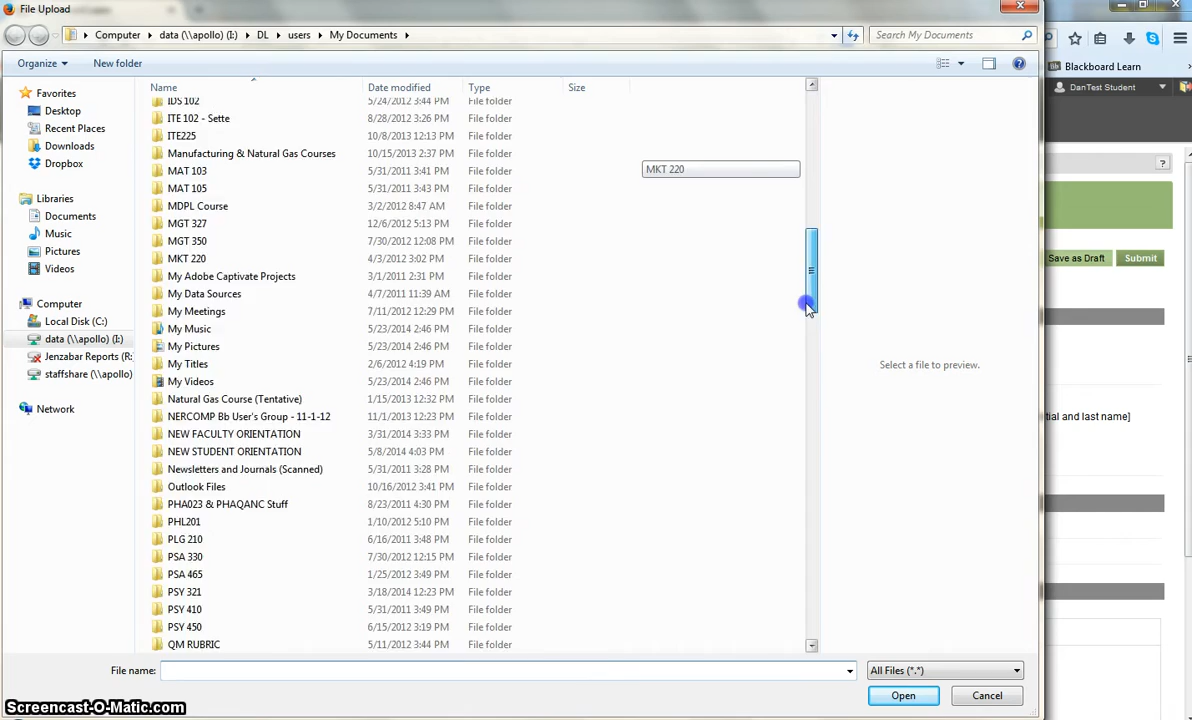 File Upload
Computer data (\\apollo) (I:) DL users My Documents
Search My Documents
Organize
New folder
Name Date modified Type Size
Favorites
Desktop
Recent Places
Downloads
Dropbox
Libraries
Documents
Music
Pictures
Videos
Computer
Local Disk (C:)
data (\\apollo) (I:)
Jenzabar Reports (R:
staffshare (\\apollo)
Network
IDS 102 5/24/2012 3:44 PM File folder
ITE 102 - Sette 8/28/2012 3:26 PM File folder
ITE225 10/8/2013 12:13 PM File folder
Manufacturing & Natural Gas Courses 10/15/2013 2:37 PM File folder
MAT 103 5/31/2011 3:41 PM File folder
MAT 105 5/31/2011 3:43 PM File folder
MDPL Course 3/2/2012 8:47 AM File folder
MGT 327 12/6/2012 5:13 PM File folder
MGT 350 7/30/2012 12:08 PM File folder
MKT 220 4/3/2012 3:02 PM File folder
My Adobe Captivate Projects 3/1/2011 2:31 PM File folder
My Data Sources 4/7/2011 11:39 AM File folder
My Meetings 7/11/2012 12:29 PM File folder
My Music 5/23/2014 2:46 PM File folder
My Pictures 5/23/2014 2:46 PM File folder
My Titles 2/6/2012 4:19 PM File folder
My Videos 5/23/2014 2:46 PM File folder
Natural Gas Course (Tentative) 1/15/2013 12:32 PM File folder
NERCOMP Bb User's Group - 11-1-12 11/1/2013 12:23 PM File folder
NEW FACULTY ORIENTATION 3/31/2014 3:33 PM File folder
NEW STUDENT ORIENTATION 5/8/2014 4:03 PM File folder
Newsletters and Journals (Scanned) 5/31/2011 3:28 PM File folder
Outlook Files 10/16/2012 3:41 PM File folder
PHA023 & PHAQANC Stuff 8/23/2011 4:30 PM File folder
PHL201 1/10/2012 5:10 PM File folder
PLG 210 6/16/2011 3:48 PM File folder
PSA 330 7/30/2012 12:15 PM File folder
PSA 465 1/25/2012 3:49 PM File folder
PSY 321 3/18/2014 12:23 PM File folder
PSY 410 5/31/2011 3:49 PM File folder
PSY 450 6/15/2012 3:19 PM File folder
QM RUBRIC 5/11/2012 3:44 PM File folder
MKT 220
Select a file to preview.
File name:
All Files (*.*)
Open
Cancel
Blackboard Learn
DanTest Student
?
Save as Draft
Submit
tial and last name]
Screencast-O-Matic.com